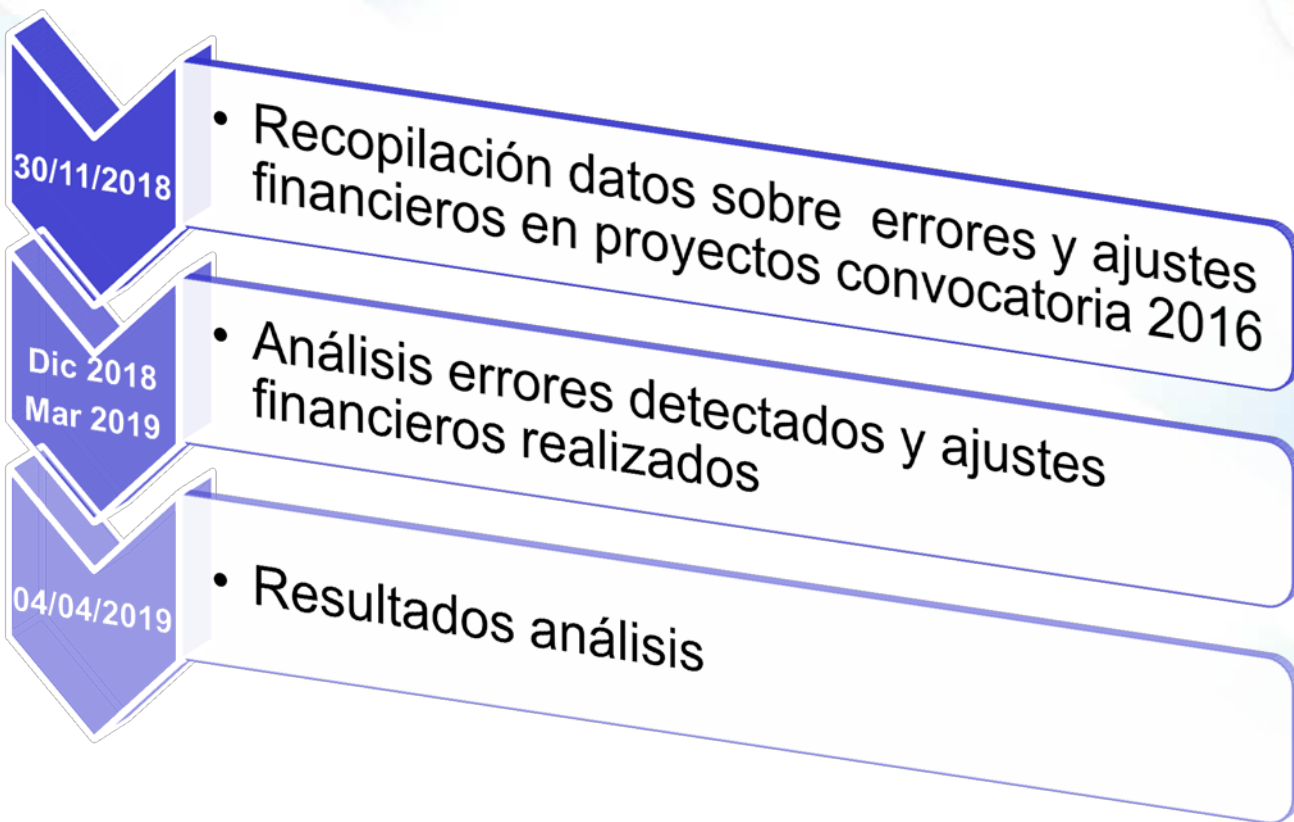 30/11/2018
• Recopilación datos sobre errores y ajustes
financieros en proyectos convocatoria 2016
Dic 2018
Mar 2019
• Análisis errores detectados y ajustes
financieros realizados
04/04/2019
• Resultados análisis